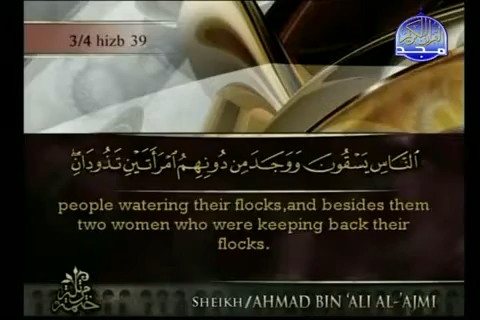 3/4 hizb 39
المجد
ٱلنَّاسِ يَسْقُونَ وَوَجَدَ مِن دُونِهِمُ ٱمْرَأَتَيْنِ تَذُودَانِۖ
people watering their flocks,and besides them
two women who were keeping back their
flocks.
SHEIKH/AHMAD BIN 'ALI AL-'AJMI